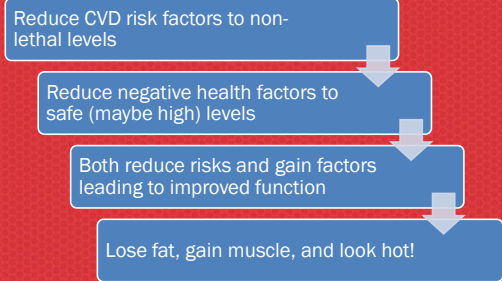 Reduce CVD risk factors to non-
lethal levels
Reduce negative health factors to
safe (maybe high) levels
Both reduce risks and gain factors
leading to improved function
Lose fat, gain muscle, and look hot!